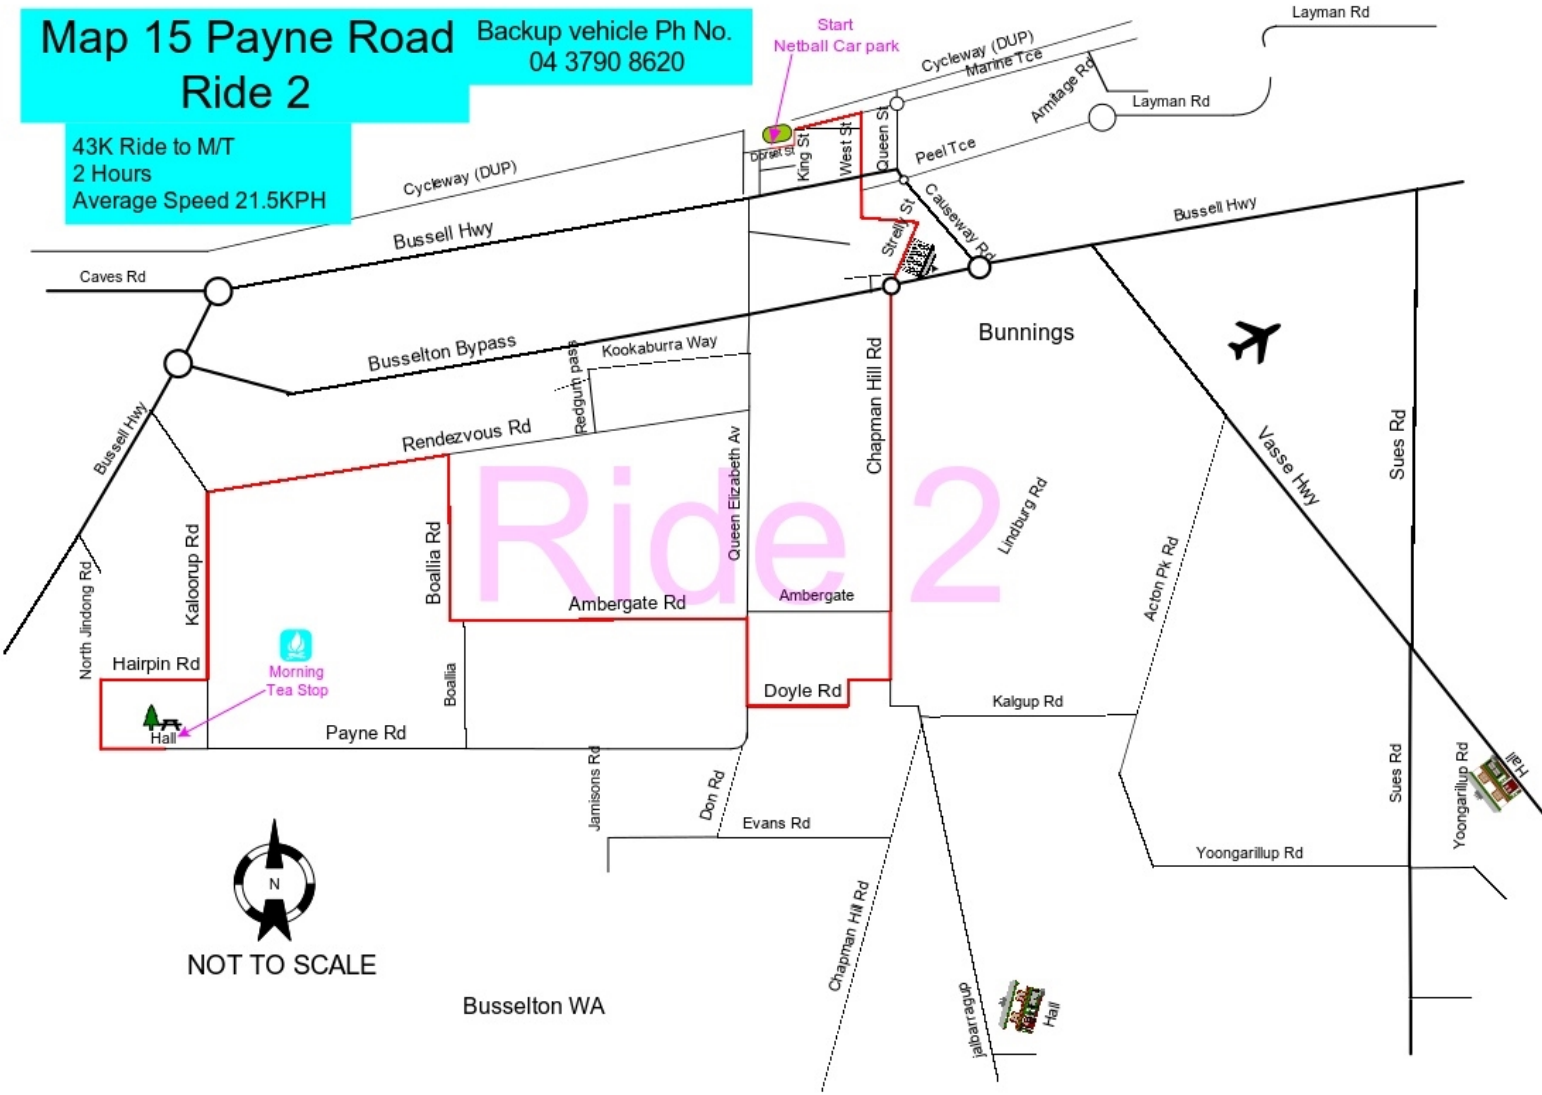 Map 15 Payne Road
Ride 2
Backup vehicle Ph No.
04 3790 8620
43K Ride to M/T
2 Hours
Average Speed 21.5KPH
Start
Netball Car park
Layman Rd
Cycleway (DUP)
Marine Tce
Armitage Rd
Layman Rd
Queen St
West St
King St
Dorset St
Peel Tce
Cycleway (DUP)
Bussell Hwy
Causeway Rd
Strelly St
Bussell Hwy
Caves Rd
Busselton Bypass
Kookaburra Way
Redgum pass
Bunnings
Chapman Hill Rd
Bussell Hwy
Rendezvous Rd
Queen Elizabeth Av
Sues Rd
Vasse Hwy
Lindburg Rd
Ride 2
Kaloorup Rd
Boallia Rd
Acton Pk Rd
North Jindong Rd
Ambergate Rd
Ambergate
Hairpin Rd
Morning
Tea Stop
Boallia
Doyle Rd
Kalgup Rd
Hall
Payne Rd
Jamisons Rd
Don Rd
Sues Rd
Yoongarillup Rd
Hall
Evans Rd
Yoongarillup Rd
N
NOT TO SCALE
Chapman Hill Rd
Busselton WA
jalbarragup
Hall